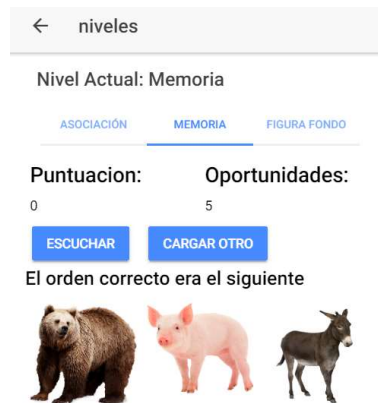 niveles
Nivel Actual: Memoria
ASOCIACIÓN MEMORIA FIGURA FONDO
Puntuacion: Oportunidades:
0 5
ESCUCHAR CARGAR OTRO
El orden correcto era el siguiente